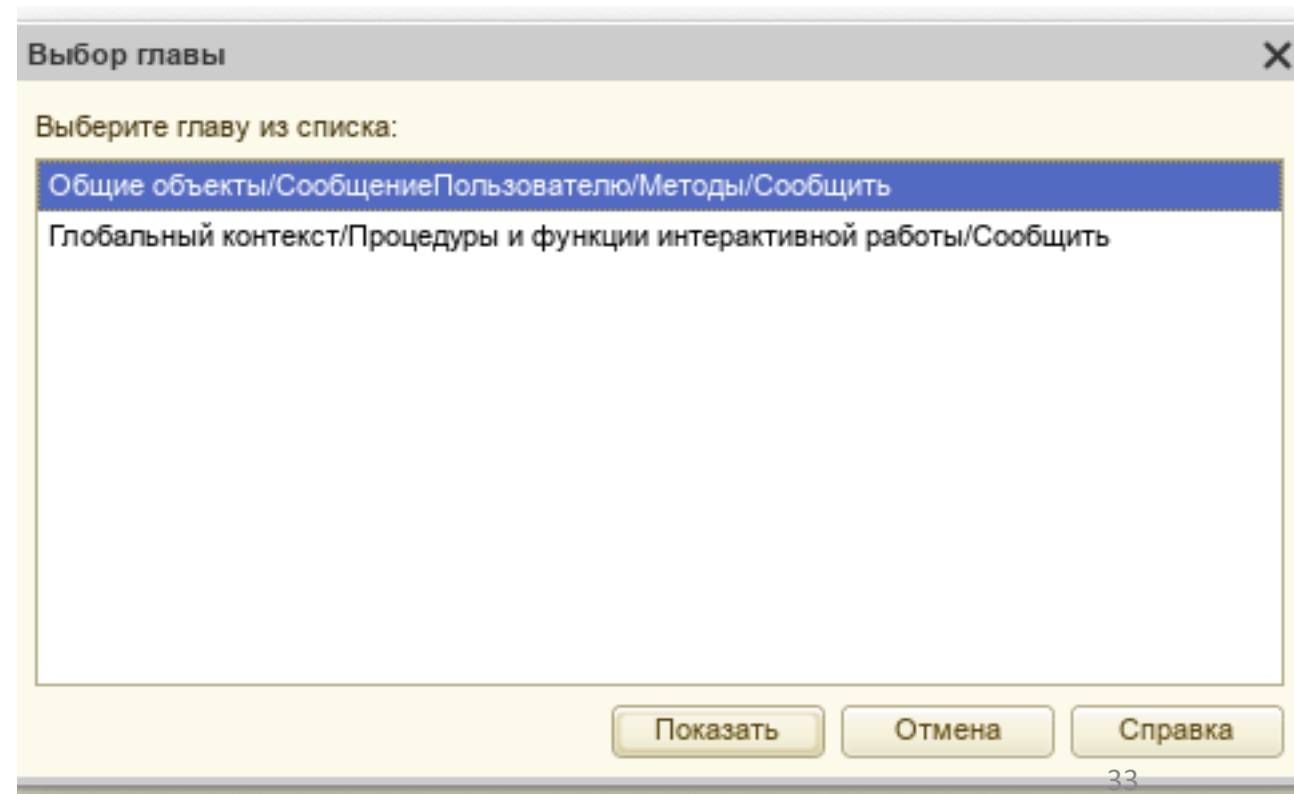 Выбор главы
Выберите главу из списка:
Общие объекты/СообщениеПользователю/Методы/Сообщить
Глобальный контекст/Процедуры и функции интерактивной работы/Сообщить
Показать Отмена Справка
33